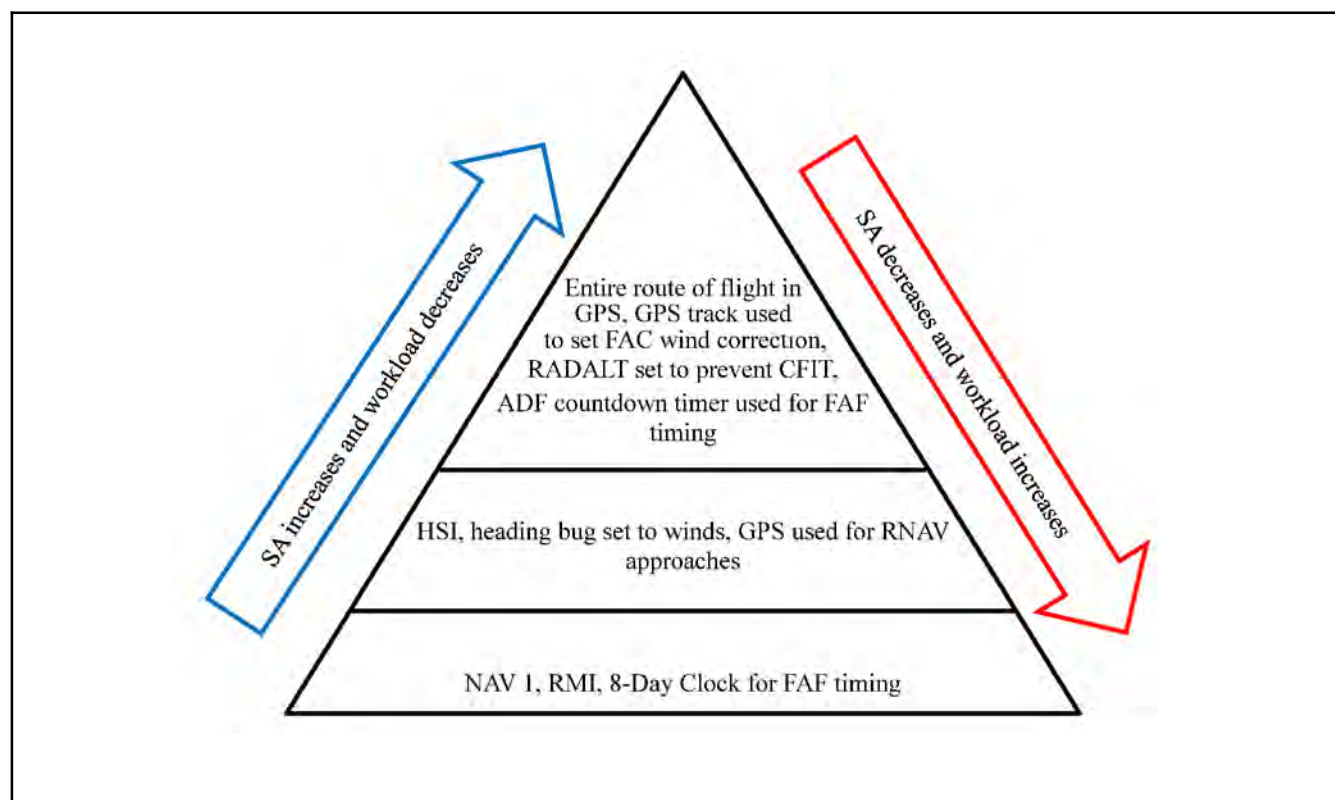 SA increases and workload decreases
SA decreases and workload increases
Entire route of flight in
GPS, GPS track used
to set FAC wind correction,
RADALT set to prevent CFIT,
ADF countdown timer used for FAF
timing
HSI, heading bug set to winds, GPS used for RNAV
approaches
NAV 1, RMI, 8-Day Clock for FAF timing